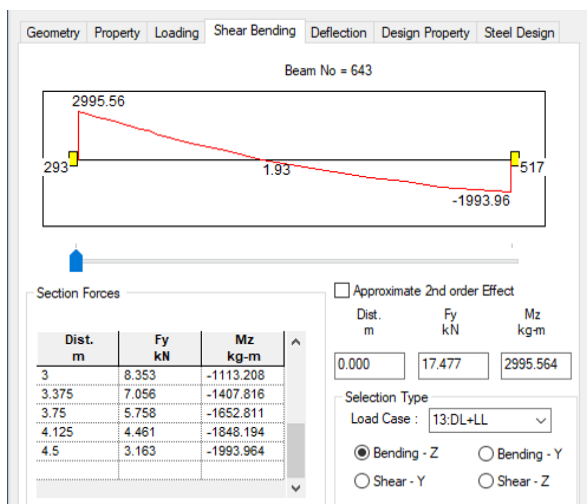 Geometry Property Loading Shear Bending Deflection Design Property Steel Design
Beam No = 643
2995.56
293 1.93 517
-1993.96
Section Forces
Dist. Fy Mz
m kN kg-m
3 8.353 -1113.208
3.375 7.056 -1407.816
3.75 5.758 -1652.811
4.125 4.461 -1848.194
4.5 3.163 -1993.964
Approximate 2nd order Effect
Dist. Fy Mz
m kN kg-m
0.000 17.477 2995.564
Selection Type
Load Case : 13:DL+LL
Bending - Z Bending - Y
Shear - Y Shear - Z